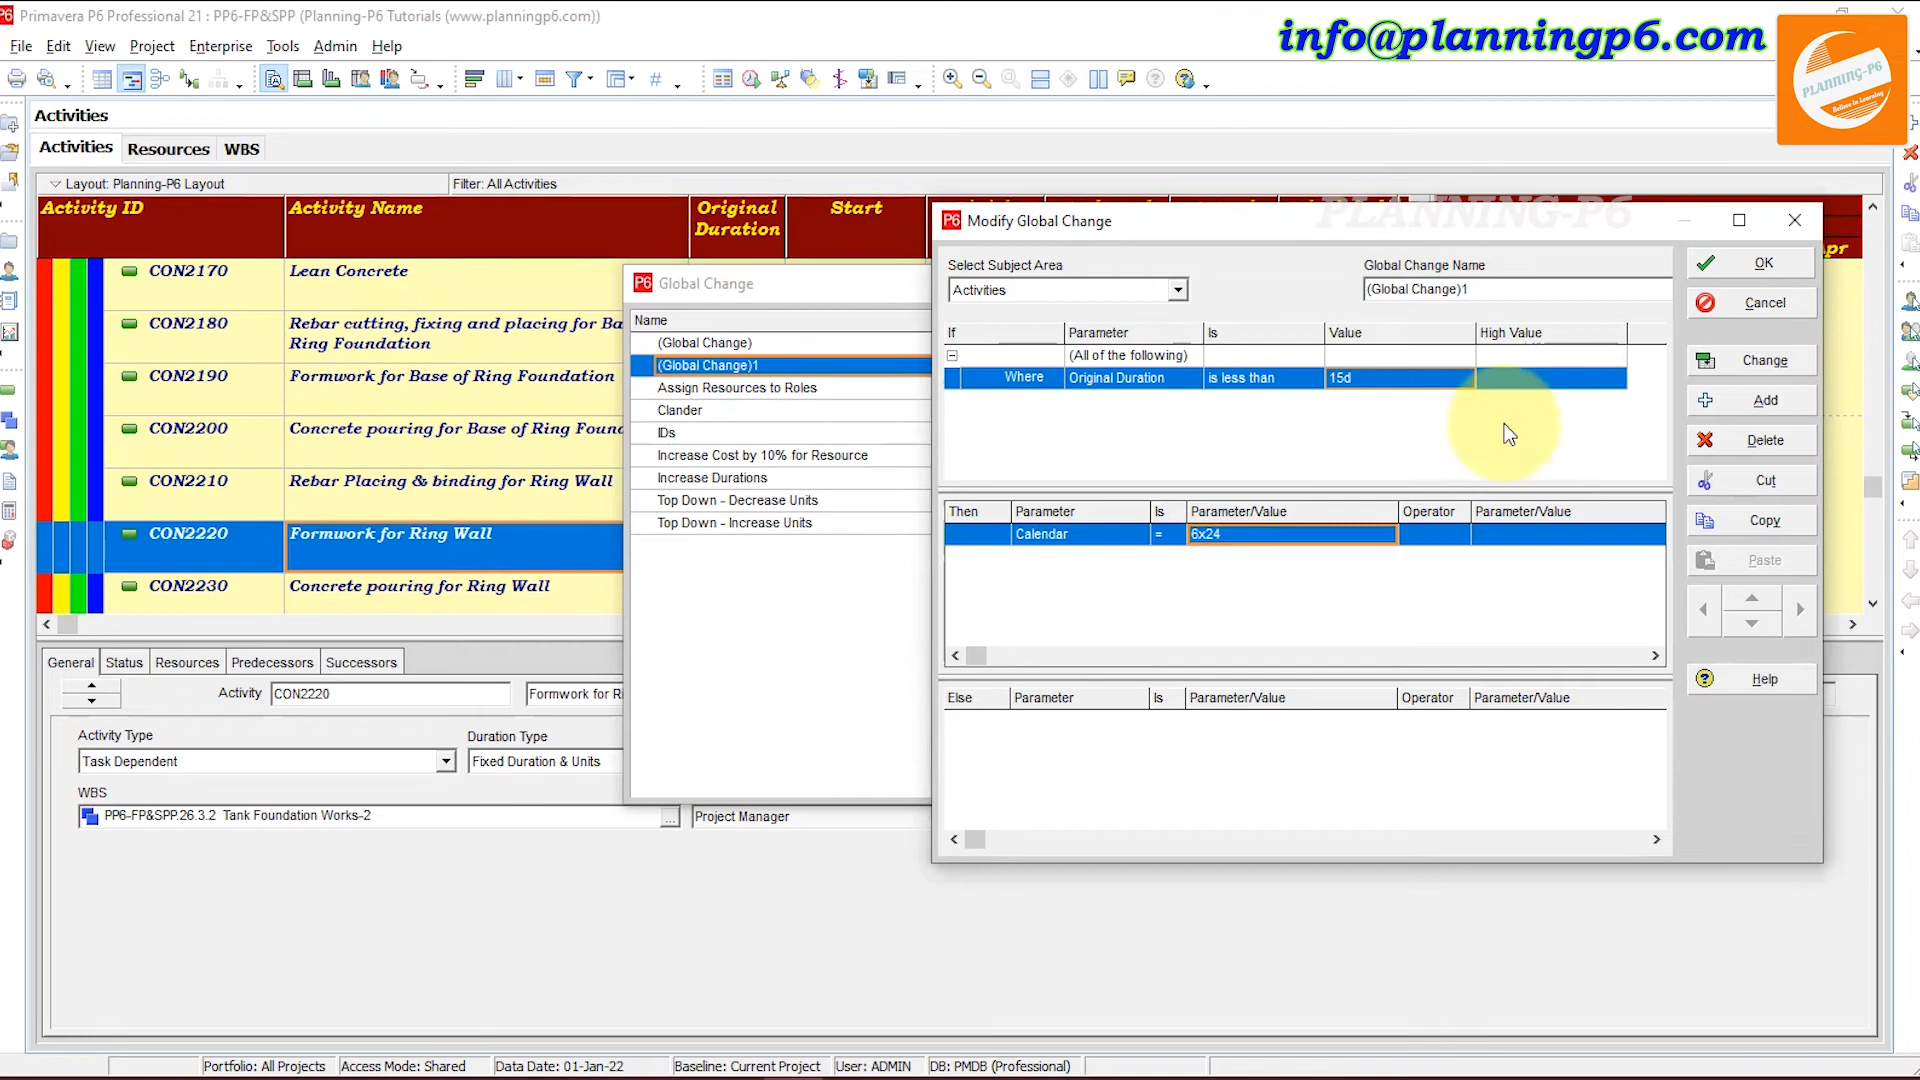 Primavera P6 Professional 21 : PP6-FP&SPP (Planning-P6 Tutorials (www.planningp6.com))
info@planningp6.com
PLANNING-P6
Believe In Learning
File Edit View Project Enterprise Tools Admin Help
Activities
Activities Resources WBS
Layout: Planning-P6 Layout Filter: All Activities
Activity ID Activity Name Original Duration Start
pr
CON2170 Lean Concrete
CON2180 Rebar cutting, fixing and placing for Ba
Ring Foundation
CON2190 Formwork for Base of Ring Foundation
CON2200 Concrete pouring for Base of Ring Found
CON2210 Rebar Placing & binding for Ring Wall
CON2220 Formwork for Ring Wall
CON2230 Concrete pouring for Ring Wall
Global Change
Name
(Global Change)
(Global Change)1
Assign Resources to Roles
Clander
IDs
Increase Cost by 10% for Resource
Increase Durations
Top Down - Decrease Units
Top Down - Increase Units
PLANNING-P6
Modify Global Change
Select Subject Area Global Change Name
Activities (Global Change)1
If Parameter Is Value High Value
(All of the following)
Where Original Duration is less than 15d
Then Parameter Is Parameter/Value Operator Parameter/Value
Calendar = 6x24
Else Parameter Is Parameter/Value Operator Parameter/Value
OK
Cancel
Change
Add
Delete
Cut
Copy
Paste
Help
General Status Resources Predecessors Successors
Activity CON2220 Formwork for Ri
Activity Type Duration Type
Task Dependent Fixed Duration & Units
WBS
PP6-FP&SPP.26.3.2 Tank Foundation Works-2 ... Project Manager
Portfolio: All Projects Access Mode: Shared Data Date: 01-Jan-22 Baseline: Current Project User: ADMIN DB: PMDB (Professional)